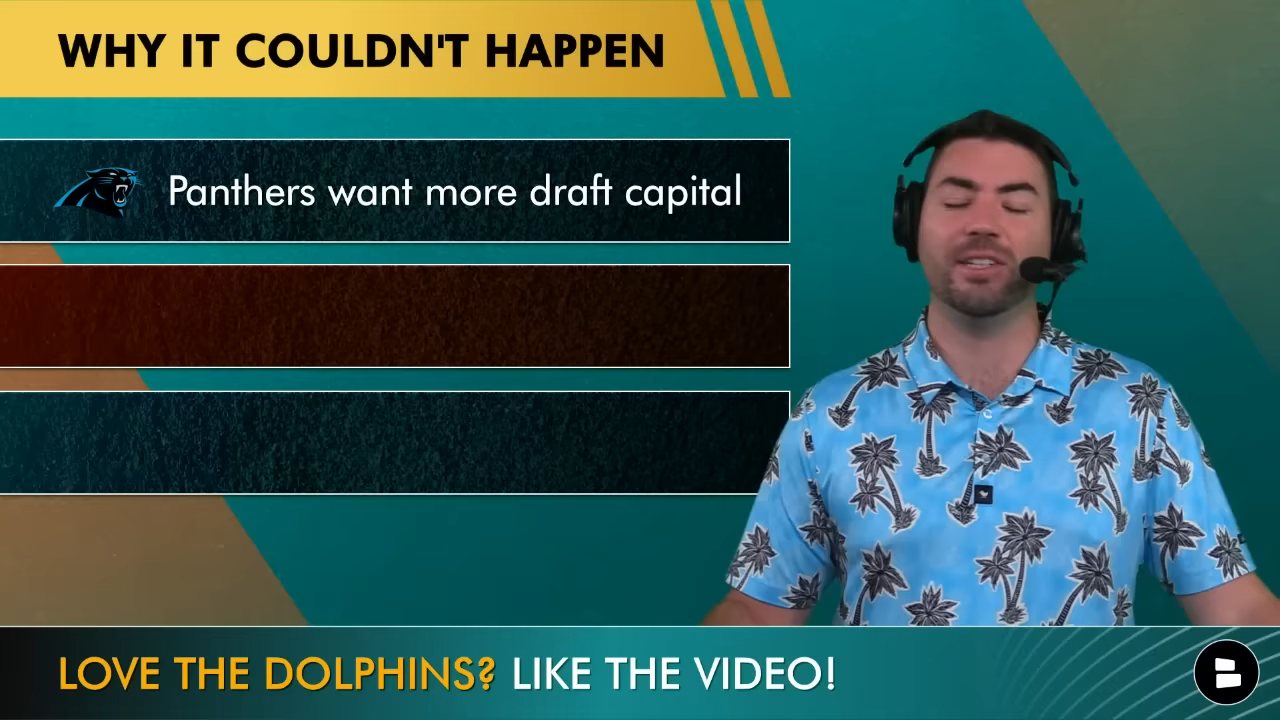 WHY IT COULDN'T HAPPEN
Panthers want more draft capital
LOVE THE DOLPHINS? LIKE THE VIDEO!